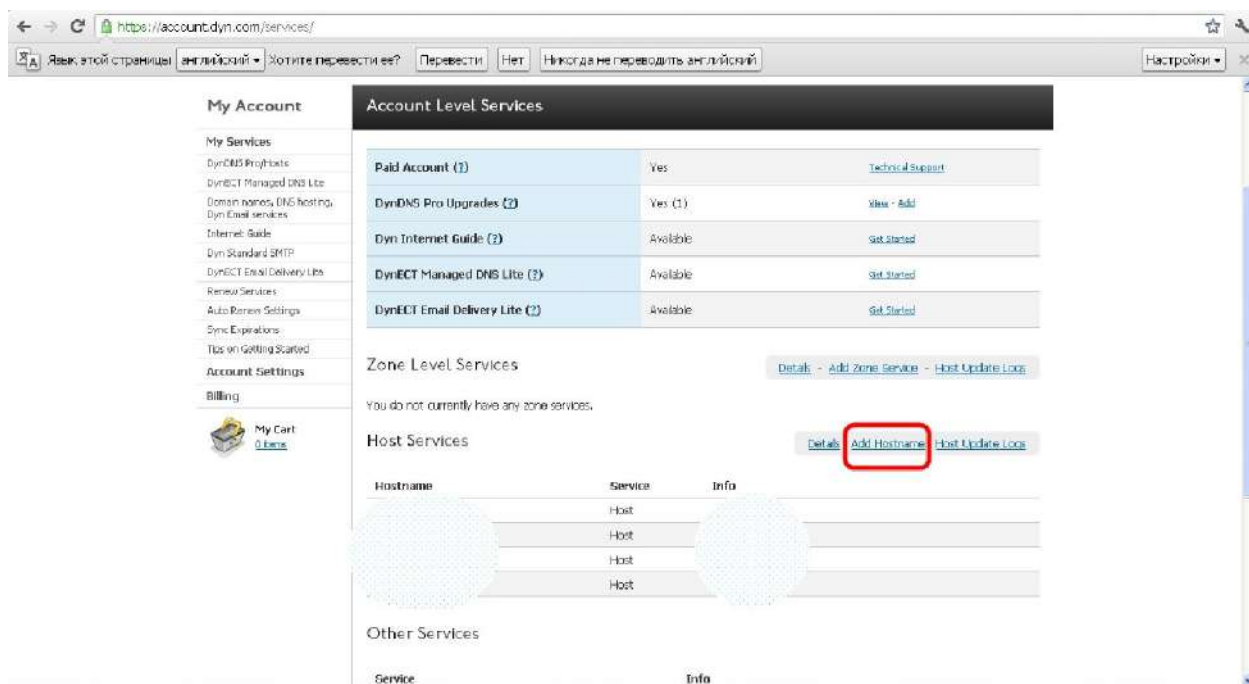 https://account.dyn.com/services/
Язык этой страницы английский Хотите перевести ее? Перевести Нет Никогда не переводить английский Настройки
My Account
My Services
DynDNS Pro/Hosts
DynECT Managed DNS Lite
Domain names, DNS hosting,
Dyn Email services
Internet Guide
Dyn Standard SMTP
DynECT Email Delivery Lite
Renew Services
Auto Renew Settings
Sync Expirations
Tips on Getting Started
Account Settings
Billing
My Cart
0 items
Account Level Services
Paid Account (?) Yes Technical Support
DynDNS Pro Upgrades (?) Yes (1) View - Add
Dyn Internet Guide (?) Available Get Started
DynECT Managed DNS Lite (?) Available Get Started
DynECT Email Delivery Lite (?) Available Get Started
Zone Level Services Details - Add Zone Service - Host Update Logs
You do not currently have any zone services.
Host Services Details Add Hostname Host Update Logs
Hostname Service Info
Host
Host
Host
Host
Other Services
Service Info